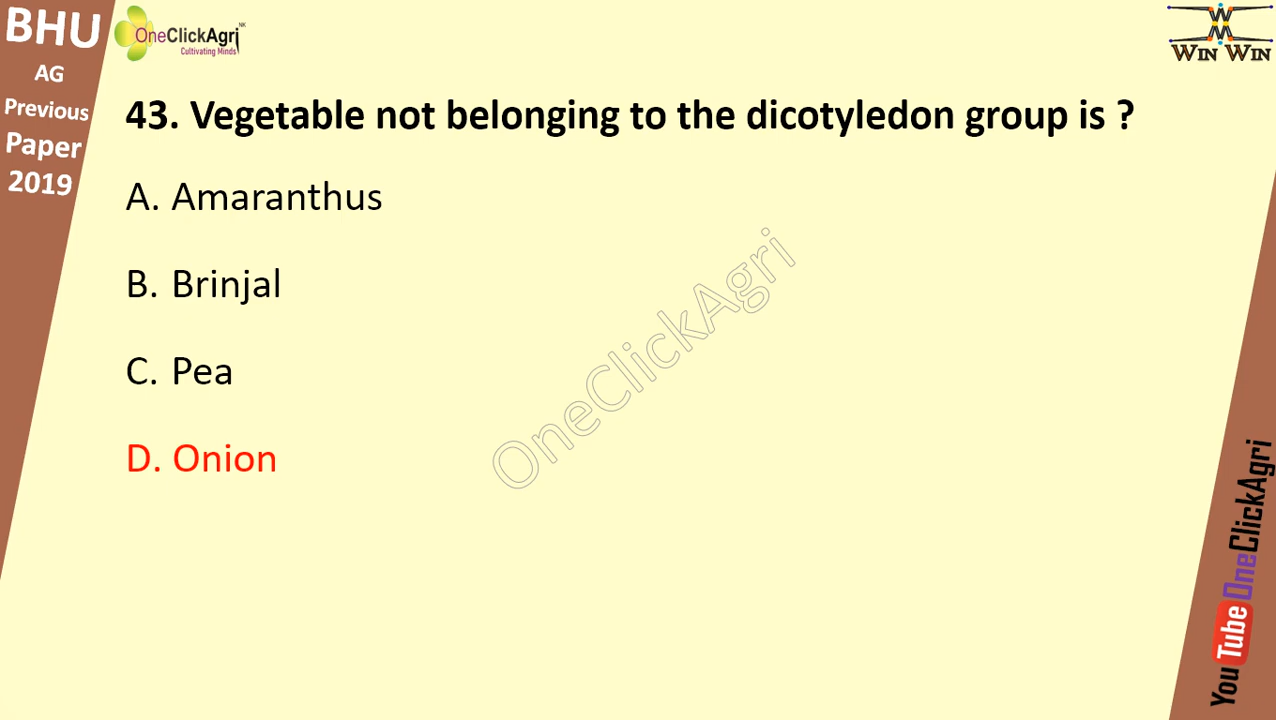 BHU
AG
Previous
Paper
2019
OneClickAgri NK
Cultivating Minds
WIN WIN
43. Vegetable not belonging to the dicotyledon group is ?
A. Amaranthus
B. Brinjal
C. Pea
D. Onion
OneClickAgri
YouTube OneClickAgri